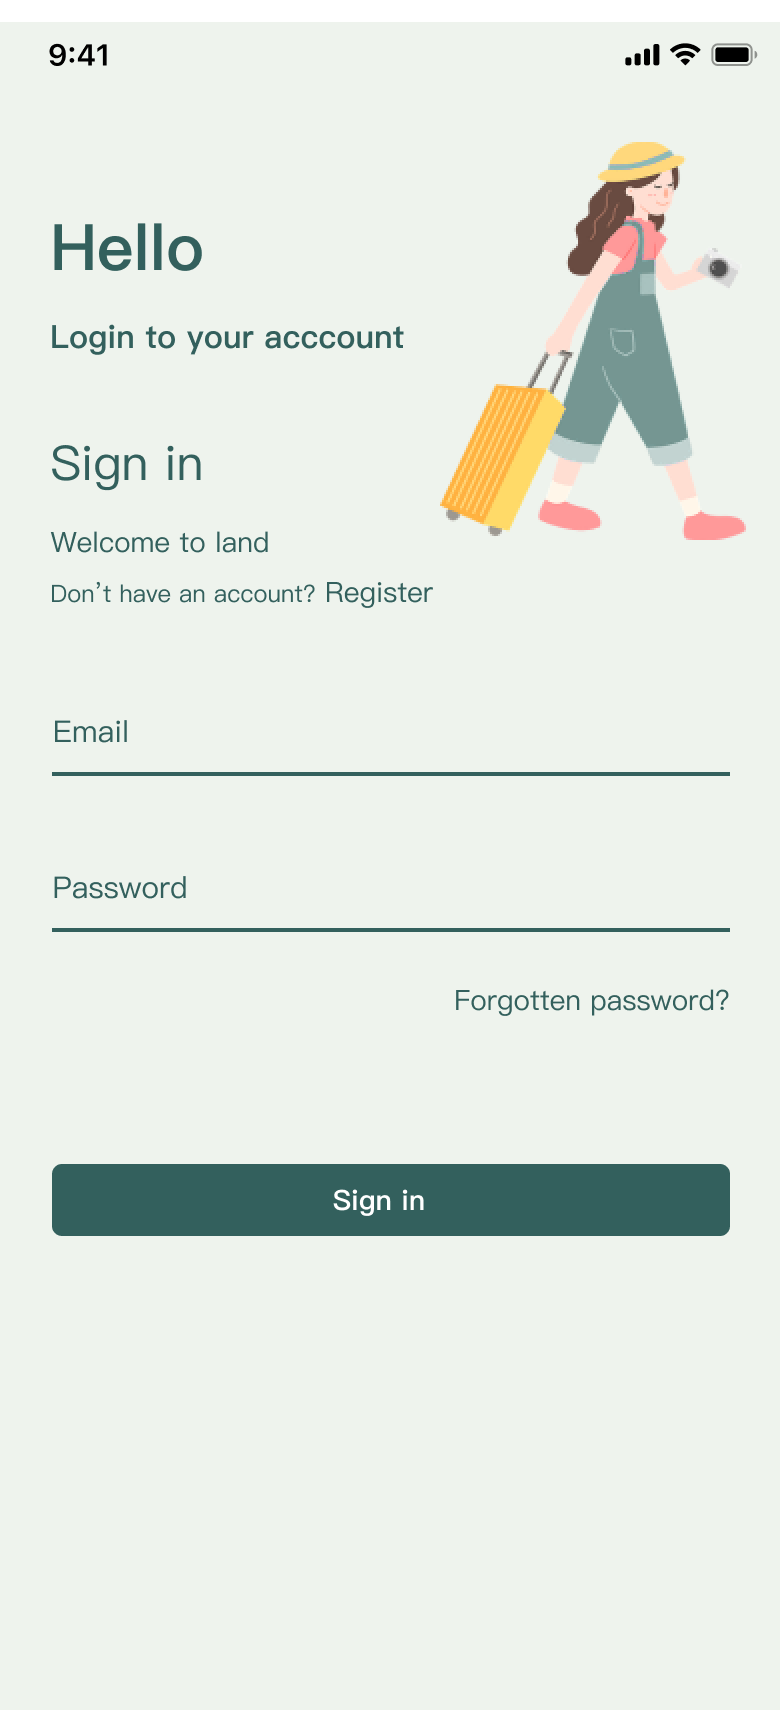 9:41
Hello
Login to your acccount
Sign in
Welcome to land
Don't have an account? Register
Email
Password
Forgotten password?
Sign in